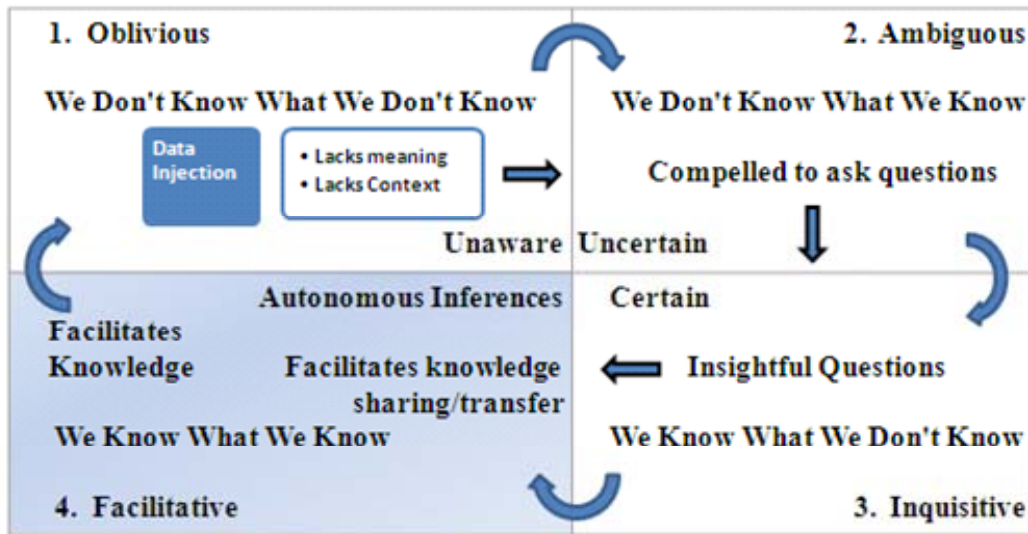 1. Oblivious
We Don't Know What We Don't Know
Data
Injection
• Lacks meaning
• Lacks Context
Unaware
2. Ambiguous
We Don't Know What We Know
Compelled to ask questions
Uncertain
Certain
Insightful Questions
We Know What We Don't Know
3. Inquisitive
Autonomous Inferences
Facilitates
Knowledge
Facilitates knowledge
sharing/transfer
We Know What We Know
4. Facilitative